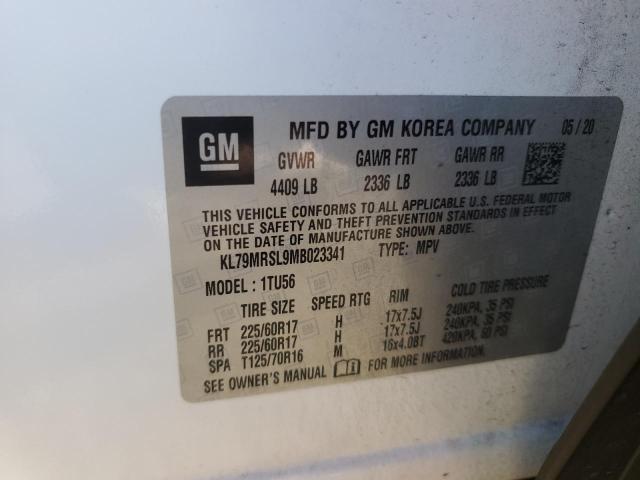 GM
MFD BY GM KOREA COMPANY 05/20
GVWR GAWR FRT GAWR RR
4409 LB 2336 LB 2336 LB
THIS VEHICLE CONFORMS TO ALL APPLICABLE U.S. FEDERAL MOTOR
VEHICLE SAFETY AND THEFT PREVENTION STANDARDS IN EFFECT
ON THE DATE OF MANUFACTURE SHOWN ABOVE.
KL79MRSL9MB023341 TYPE: MPV
MODEL: 1TU56
TIRE SIZE SPEED RTG RIM COLD TIRE PRESSURE
FRT 225/60R17 H 17x7.5J 240KPA, 35 PSI
RR 225/60R17 H 17x7.5J 240KPA, 35 PSI
SPA T125/70R16 M 16x4.0BT 420KPA, 60 PSI
SEE OWNER'S MANUAL FOR MORE INFORMATION.